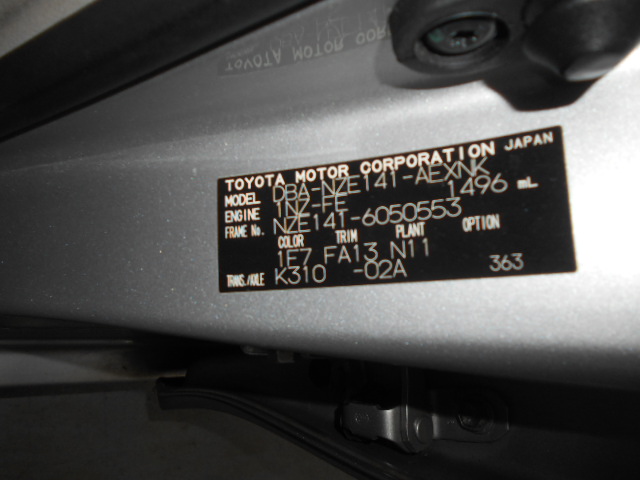 TOYOTA MOTOR CORPORATION JAPAN
MODEL DBA-NZE141-AEXNK
ENGINE 1NZ-FE 1496 mL
FRAME No. NZE141-6050553
COLOR TRIM PLANT OPTION
1E7 FA13 N11
TRANS./AXLE K310 -02A 363